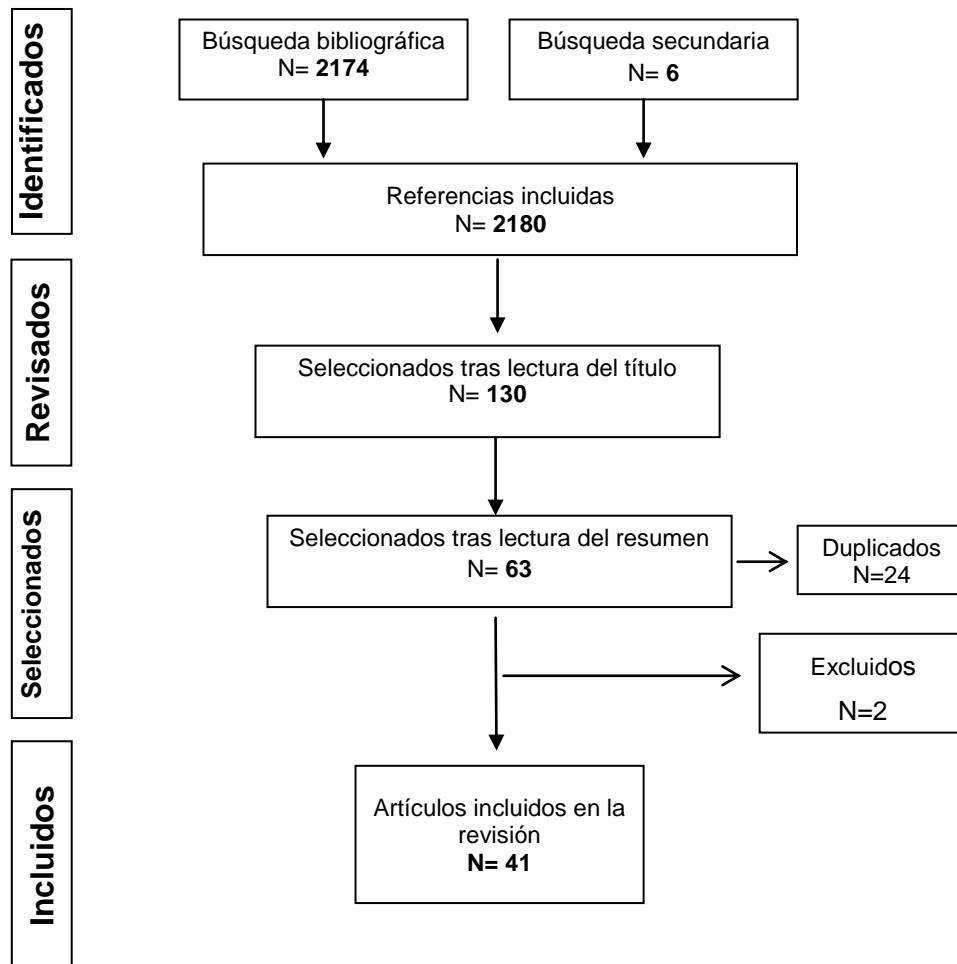 Identificados
Búsqueda bibliográfica
N= 2174
Búsqueda secundaria
N= 6
Referencias incluidas
N= 2180
Revisados
Seleccionados tras lectura del título
N= 130
Seleccionados
Seleccionados tras lectura del resumen
N= 63
Duplicados
N=24
Excluidos
N=2
Incluidos
Artículos incluidos en la
revisión
N= 41